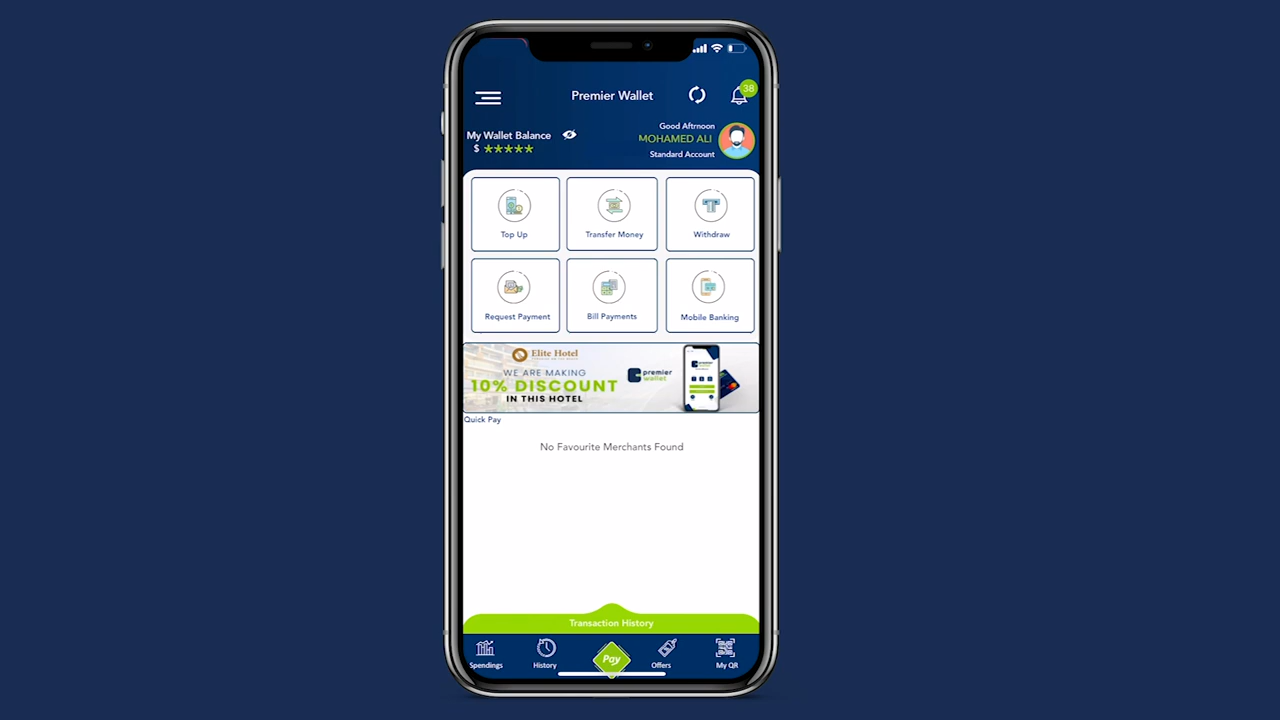 Premier Wallet
38
My Wallet Balance
$ *****
Good Aftrnoon
MOHAMED ALI
Standard Account
Top Up
Transfer Money
Withdraw
Request Payment
Bill Payments
Mobile Banking
Elite Hotel
WE ARE MAKING
10% DISCOUNT
IN THIS HOTEL
premier
wallet
Quick Pay
No Favourite Merchants Found
Transaction History
Spendings
History
Pay
Offers
My QR